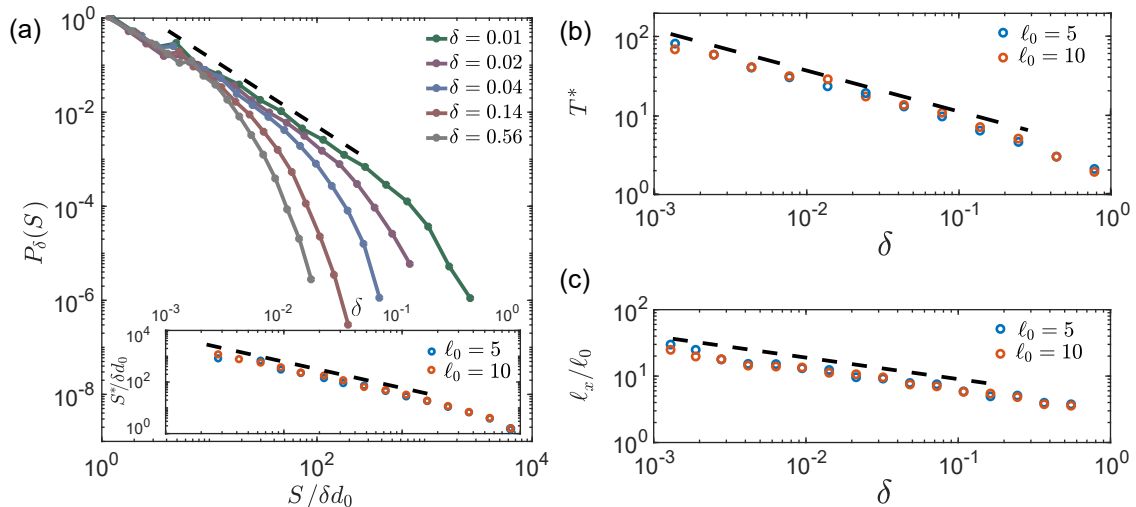 (a)
10^0
10^-2
10^-4
10^-6
10^-8
P_δ(S)
δ = 0.01
δ = 0.02
δ = 0.04
δ = 0.14
δ = 0.56
10^-3
10^-2
δ
10^-1
10^0
10^4
10^2
10^0
S*/δd_0
ℓ_0 = 5
ℓ_0 = 10
10^0
10^2
10^4
S/δd_0
(b)
10^2
10^1
10^0
T*
ℓ_0 = 5
ℓ_0 = 10
10^-3
10^-2
10^-1
10^0
δ
(c)
10^2
10^1
10^0
ℓ_x/ℓ_0
ℓ_0 = 5
ℓ_0 = 10
10^-3
10^-2
10^-1
10^0
δ